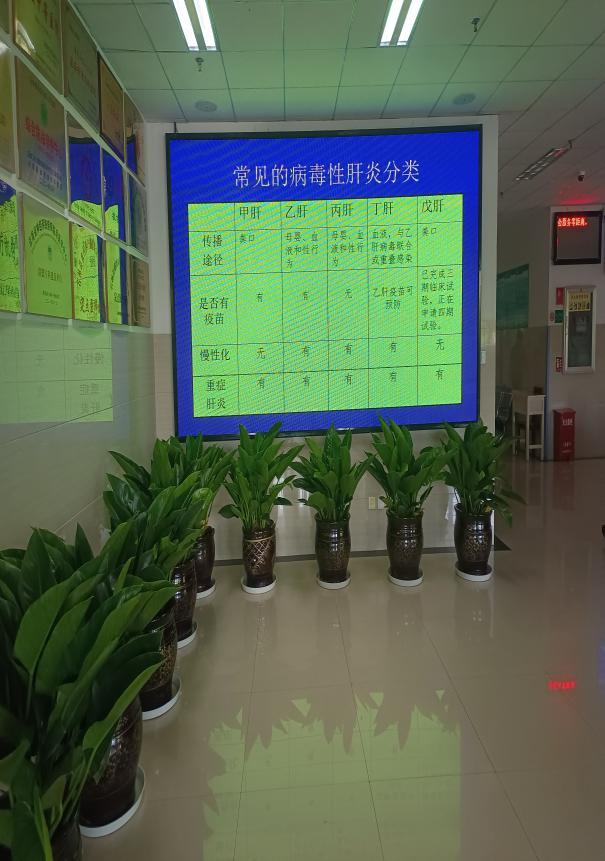 常见的病毒性肝炎分类
甲肝 乙肝 丙肝 丁肝 戊肝
传播途径 粪口 母婴、血液和性行为 母婴、血液和性行为 血液，与乙肝病毒联合或重叠感染 粪口
是否有疫苗 有 有 无 乙肝疫苗可预防 已完成三期临床试验，正在申请四期试验。
慢性化 无 有 有 有 无
重症肝炎 有 有 有 有 有